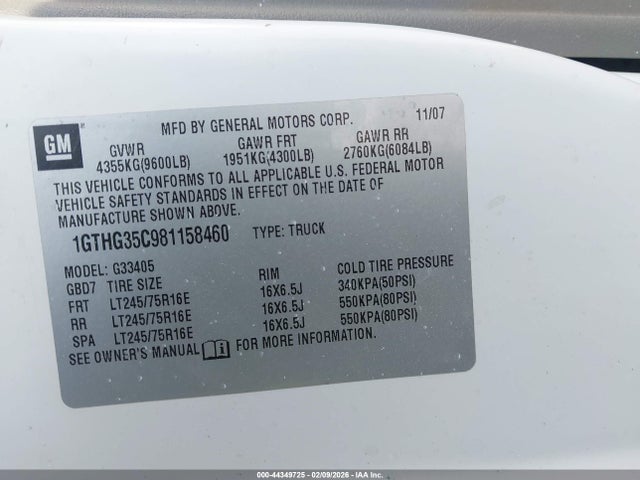 MFD BY GENERAL MOTORS CORP. 11/07
GM
GVWR GAWR FRT GAWR RR
4355KG(9600LB) 1951KG(4300LB) 2760KG(6084LB)
THIS VEHICLE CONFORMS TO ALL APPLICABLE U.S. FEDERAL MOTOR
VEHICLE SAFETY STANDARDS IN EFFECT ON THE DATE OF
MANUFACTURE SHOWN ABOVE.
1GTHG35C981158460 TYPE: TRUCK
MODEL: G33405
GBD7 TIRE SIZE RIM COLD TIRE PRESSURE
FRT LT245/75R16E 16X6.5J 340KPA(50PSI)
RR LT245/75R16E 16X6.5J 550KPA(80PSI)
SPA LT245/75R16E 16X6.5J 550KPA(80PSI)
SEE OWNER'S MANUAL FOR MORE INFORMATION.
000-44349725 - 02/09/2026 - IAA Inc.